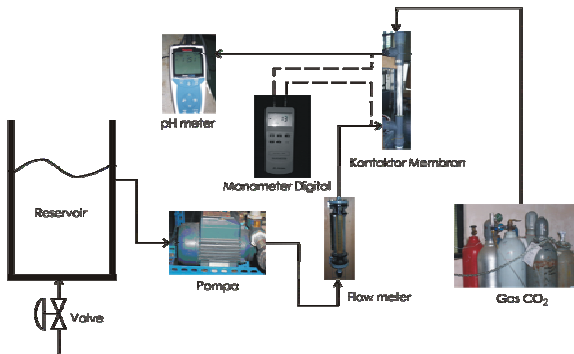 pH meter
Manometer Digital
Kontaktor Membran
Reservoir
Pompa
Flow meter
Gas CO₂
Valve